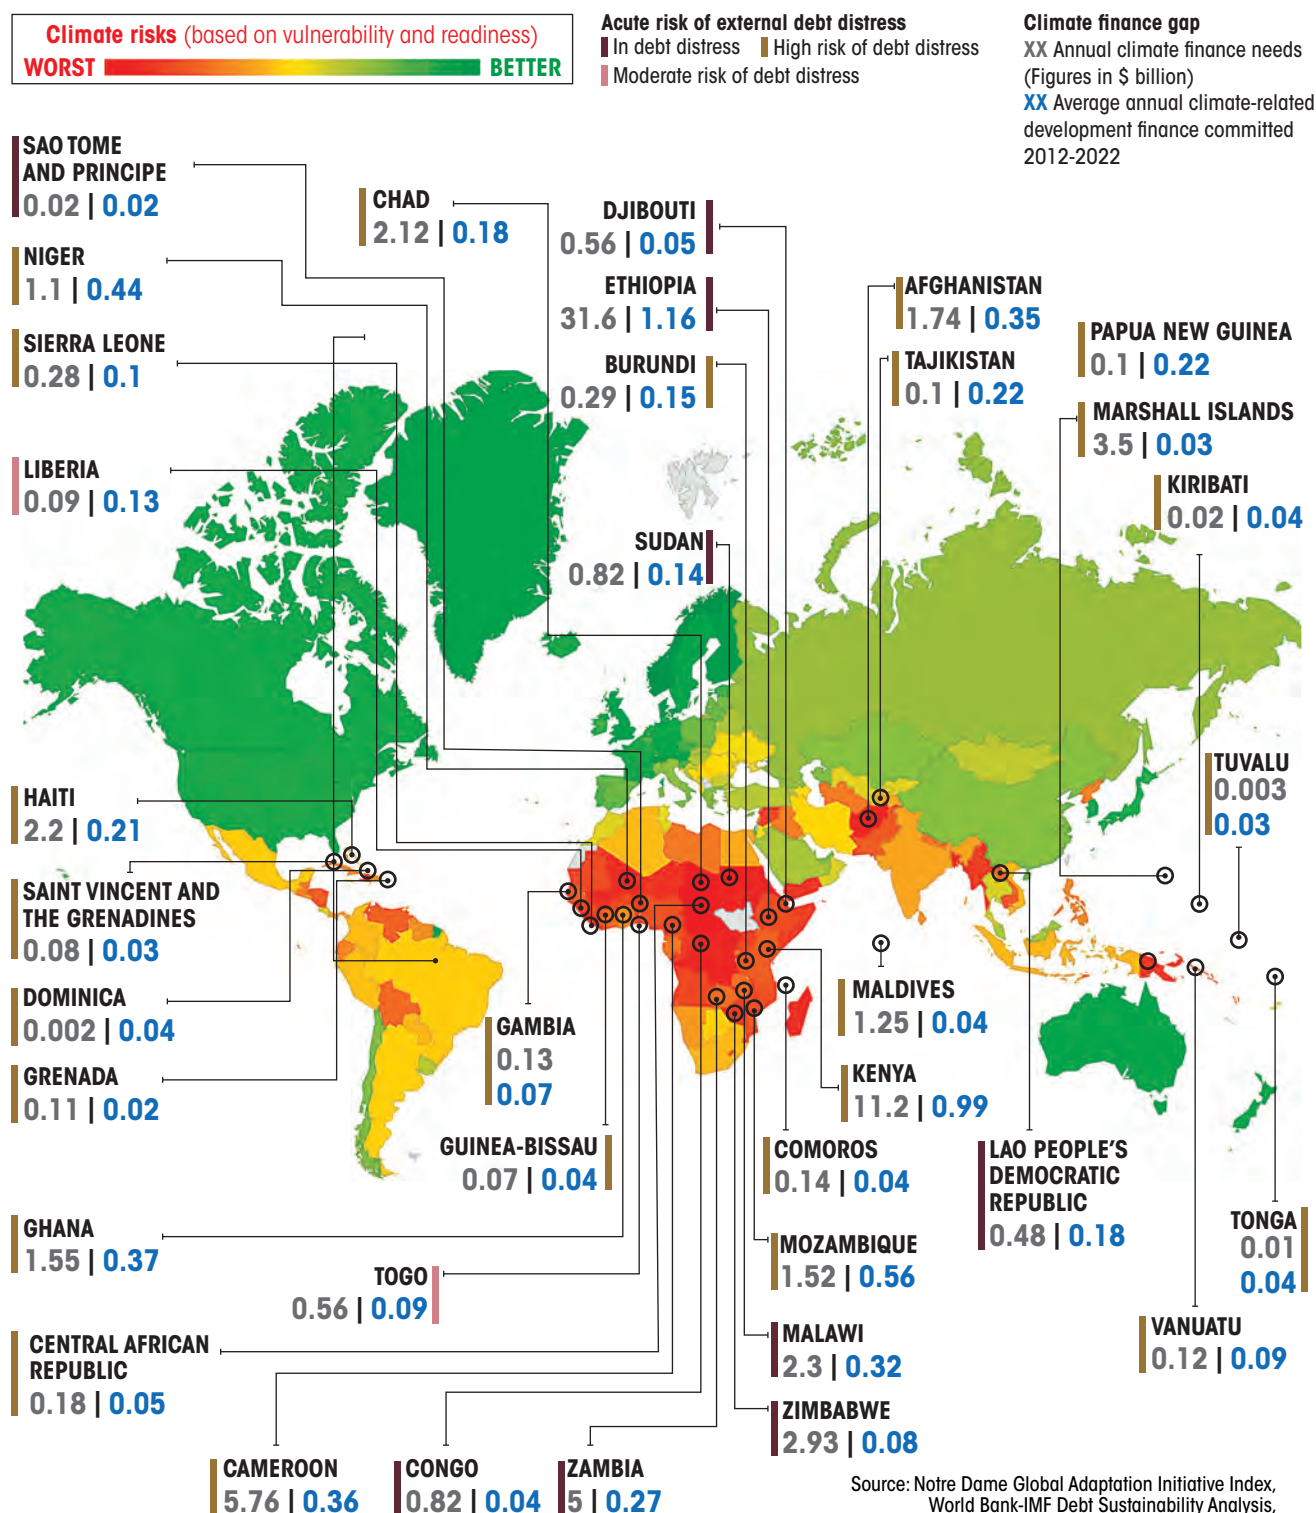 Climate risks (based on vulnerability and readiness)
WORST BETTER
Acute risk of external debt distress
In debt distress High risk of debt distress
Moderate risk of debt distress
Climate finance gap
XX Annual climate finance needs
(Figures in $ billion)
XX Average annual climate-related
development finance committed
2012-2022
SAO TOME
AND PRINCIPE
0.02 | 0.02
CHAD
2.12 | 0.18
DJIBOUTI
0.56 | 0.05
NIGER
1.1 | 0.44
ETHIOPIA
31.6 | 1.16
AFGHANISTAN
1.74 | 0.35
PAPUA NEW GUINEA
0.1 | 0.22
SIERRA LEONE
0.28 | 0.1
BURUNDI
0.29 | 0.15
TAJIKISTAN
0.1 | 0.22
MARSHALL ISLANDS
3.5 | 0.03
LIBERIA
0.09 | 0.13
KIRIBATI
0.02 | 0.04
SUDAN
0.82 | 0.14
TUVALU
0.003
0.03
HAITI
2.2 | 0.21
SAINT VINCENT AND
THE GRENADINES
0.08 | 0.03
DOMINICA
0.002 | 0.04
GRENADA
0.11 | 0.02
GAMBIA
0.13
0.07
MALDIVES
1.25 | 0.04
KENYA
11.2 | 0.99
GUINEA-BISSAU
0.07 | 0.04
COMOROS
0.14 | 0.04
LAO PEOPLE'S
DEMOCRATIC
REPUBLIC
0.48 | 0.18
TONGA
0.01
0.04
GHANA
1.55 | 0.37
MOZAMBIQUE
1.52 | 0.56
TOGO
0.56 | 0.09
VANUATU
0.12 | 0.09
CENTRAL AFRICAN
REPUBLIC
0.18 | 0.05
MALAWI
2.3 | 0.32
ZIMBABWE
2.93 | 0.08
CAMEROON
5.76 | 0.36
CONGO
0.82 | 0.04
ZAMBIA
5 | 0.27
Source: Notre Dame Global Adaptation Initiative Index,
World Bank-IMF Debt Sustainability Analysis,